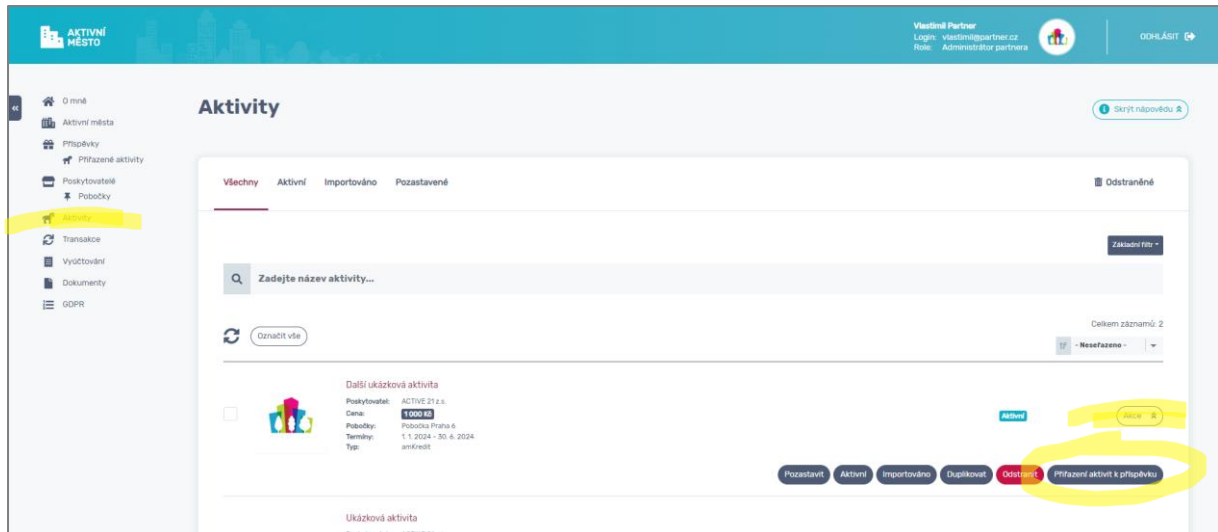 AKTIVNÍ
MĚSTO
Vlastimil Partner
Login: vlastimil@partner.cz
Role: Administrátor partnera
ODHLÁSIT
O mně
Aktivní města
Příspěvky
Přiřazené aktivity
Poskytovatelé
Pobočky
Aktivity
Transakce
Vyúčtování
Dokumenty
GDPR
Aktivity
Skrýt nápovědu
Všechny Aktivní Importováno Pozastavené Odstraněné
Základní filtr
Zadejte název aktivity...
Označit vše
Celkem záznamů: 2
- Neseřazeno -
Další ukázková aktivita
Poskytovatel: ACTIVE 21 z.s.
Cena: 1 000 Kč
Pobočky: Pobočka Praha 6
Termíny: 1. 1. 2024 - 30. 6. 2024
Typ: amKredit
Aktivní
Akce
Pozastavit Aktivní Importováno Duplikovat Odstranit Přiřazení aktivit k příspěvku
Ukázková aktivita